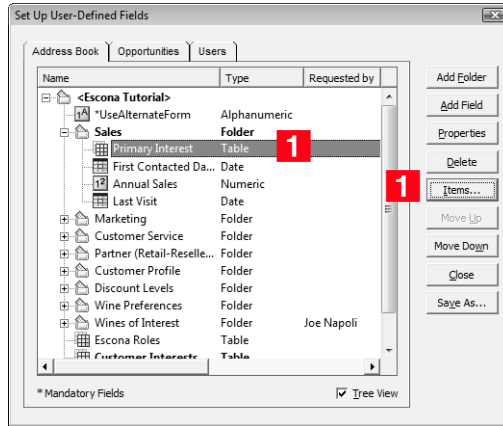 Set Up User-Defined Fields
Address Book Opportunities Users
Name Type Requested by
<Escona Tutorial>
*UseAlternateForm Alphanumeric
Sales Folder
Primary Interest Table 1
First Contacted Da... Date
Annual Sales Numeric
Last Visit Date
Marketing Folder
Customer Service Folder
Partner (Retail-Reselle... Folder
Customer Profile Folder
Discount Levels Folder
Wine Preferences Folder
Wines of Interest Folder Joe Napoli
Escona Roles Table
Customer Interests Table
* Mandatory Fields Tree View
Add Folder
Add Field
Properties
Delete
1 Items...
Move Up
Move Down
Close
Save As...